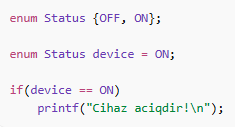 enum Status {OFF, ON};
enum Status device = ON;
if(device == ON)
    printf("Cihaz aciqdir!\n");